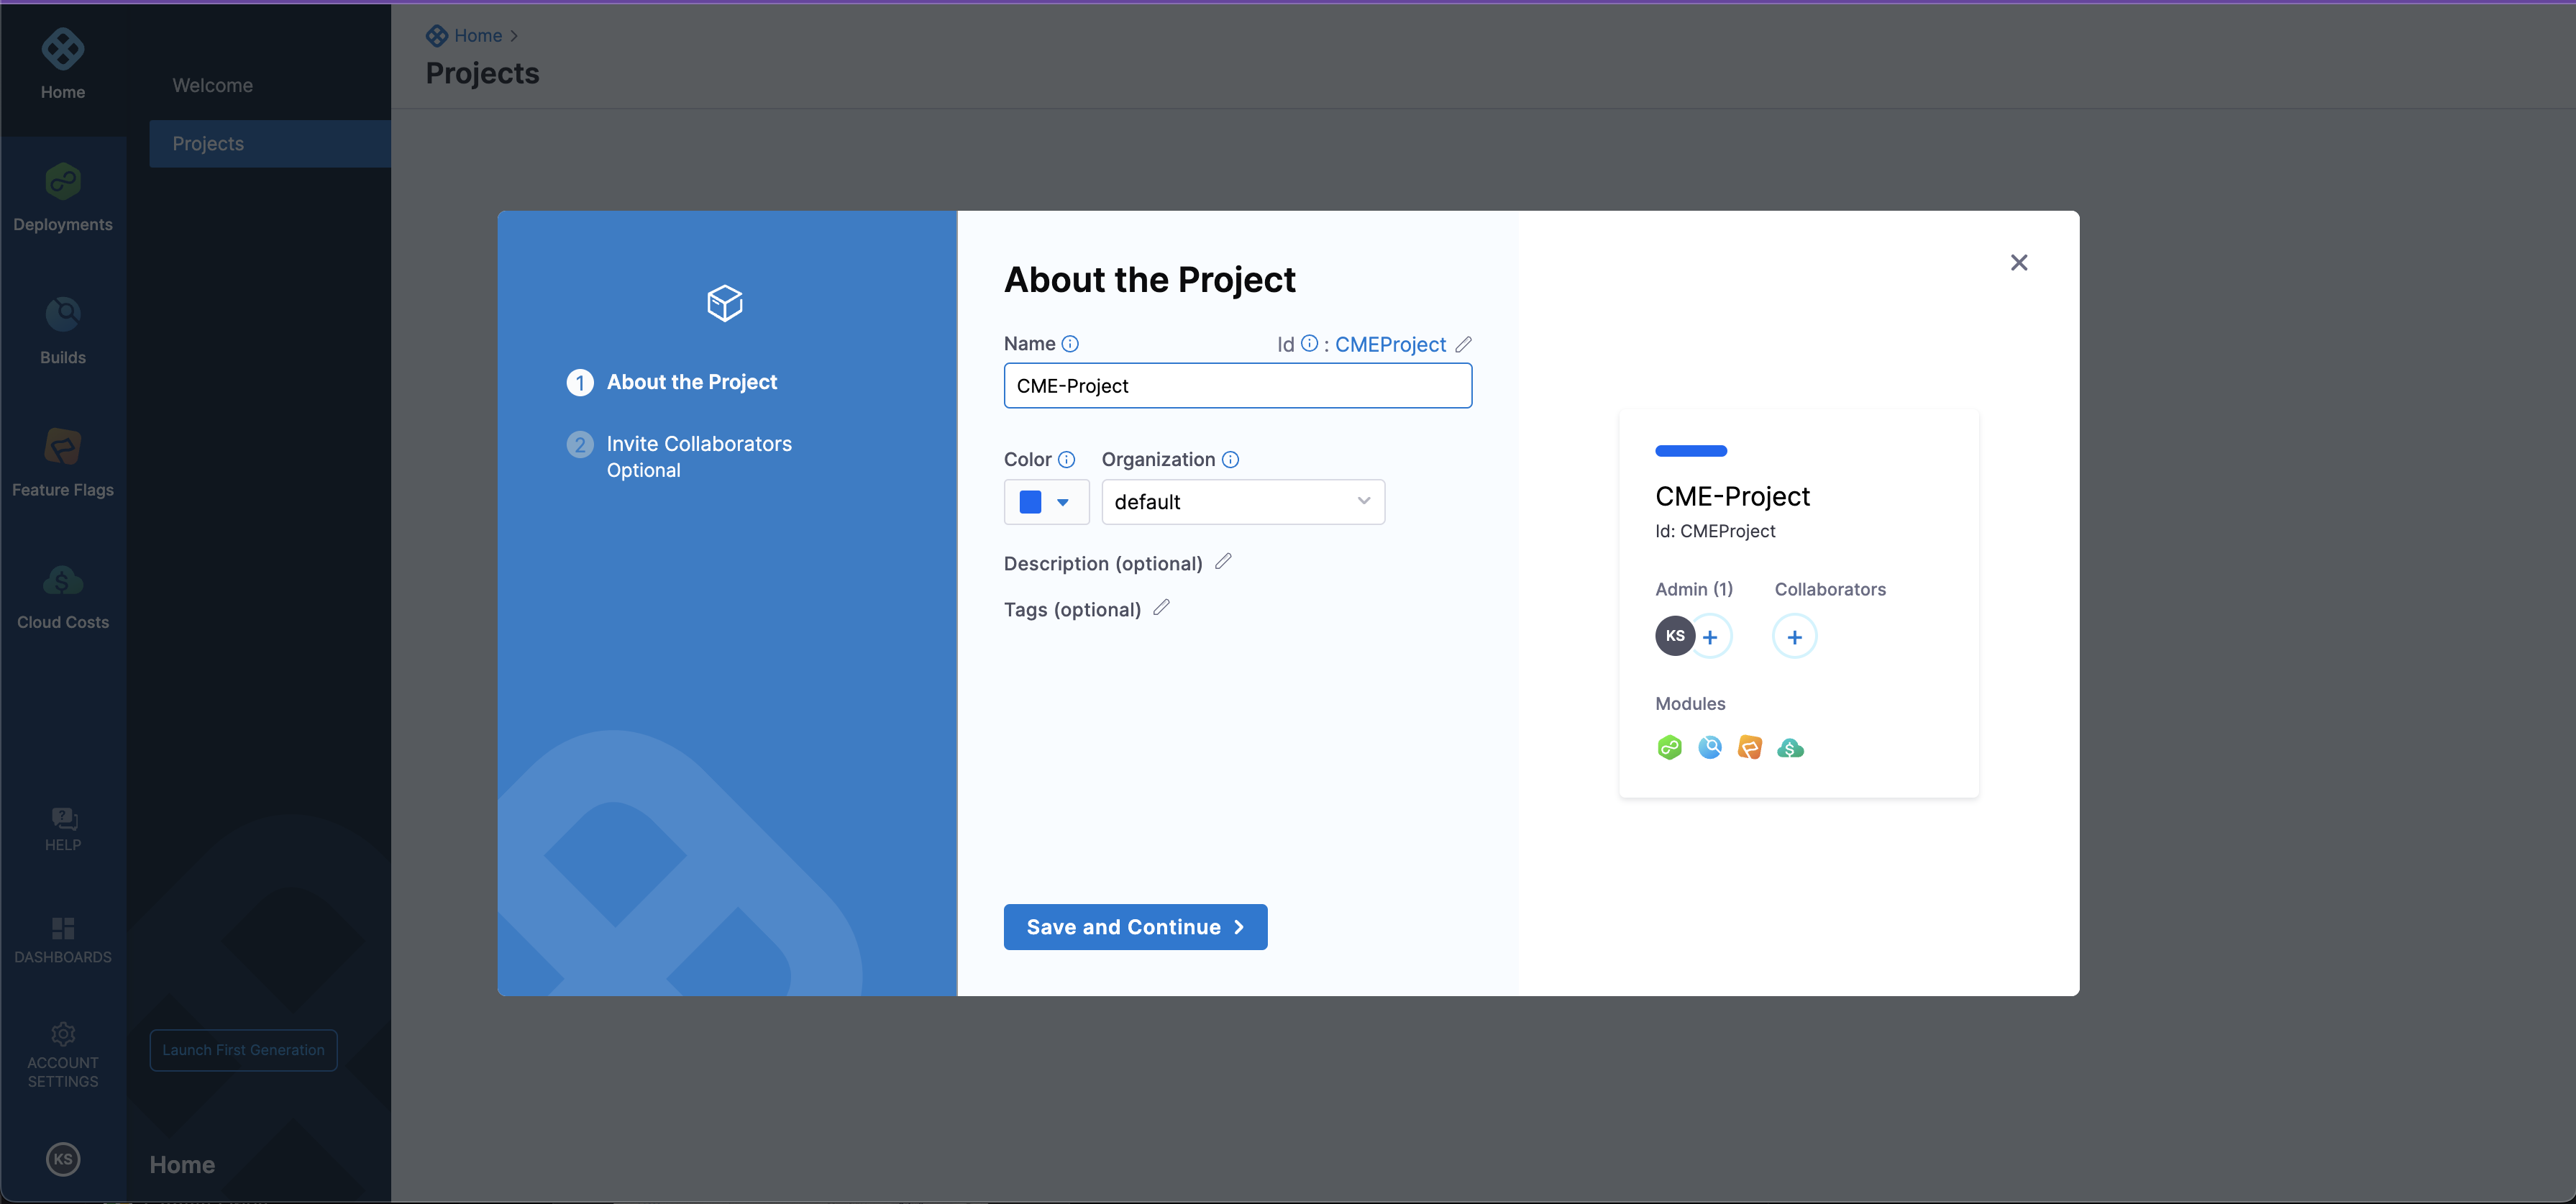 Home
Deployments
Builds
Feature Flags
Cloud Costs
HELP
DASHBOARDS
ACCOUNT
SETTINGS
KS
Welcome
Projects
Launch First Generation
Home
Home
Projects
1 About the Project
2 Invite Collaborators
Optional
About the Project
Name Id : CMEProject
CME-Project
Color Organization
default
Description (optional)
Tags (optional)
Save and Continue
CME-Project
Id: CMEProject
Admin (1) Collaborators
KS + +
Modules